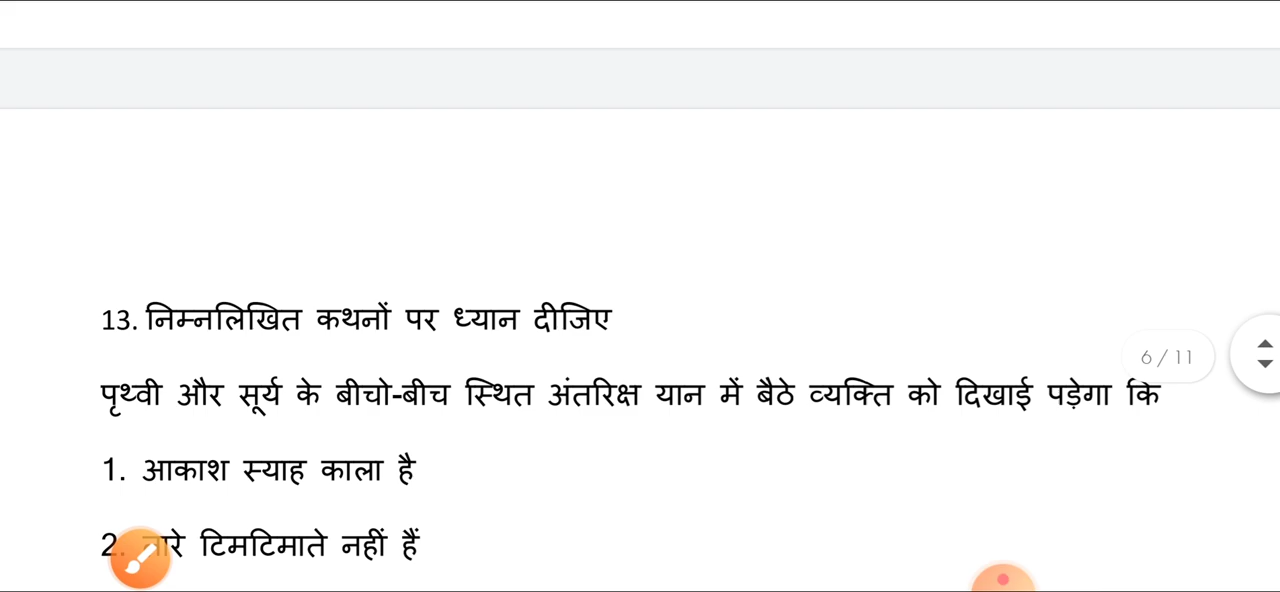 13. निम्नलिखित कथनों पर ध्यान दीजिए
6 / 11
पृथ्वी और सूर्य के बीचो-बीच स्थित अंतरिक्ष यान में बैठे व्यक्ति को दिखाई पड़ेगा कि
1. आकाश स्याह काला है
2. तारे टिमटिमाते नहीं हैं